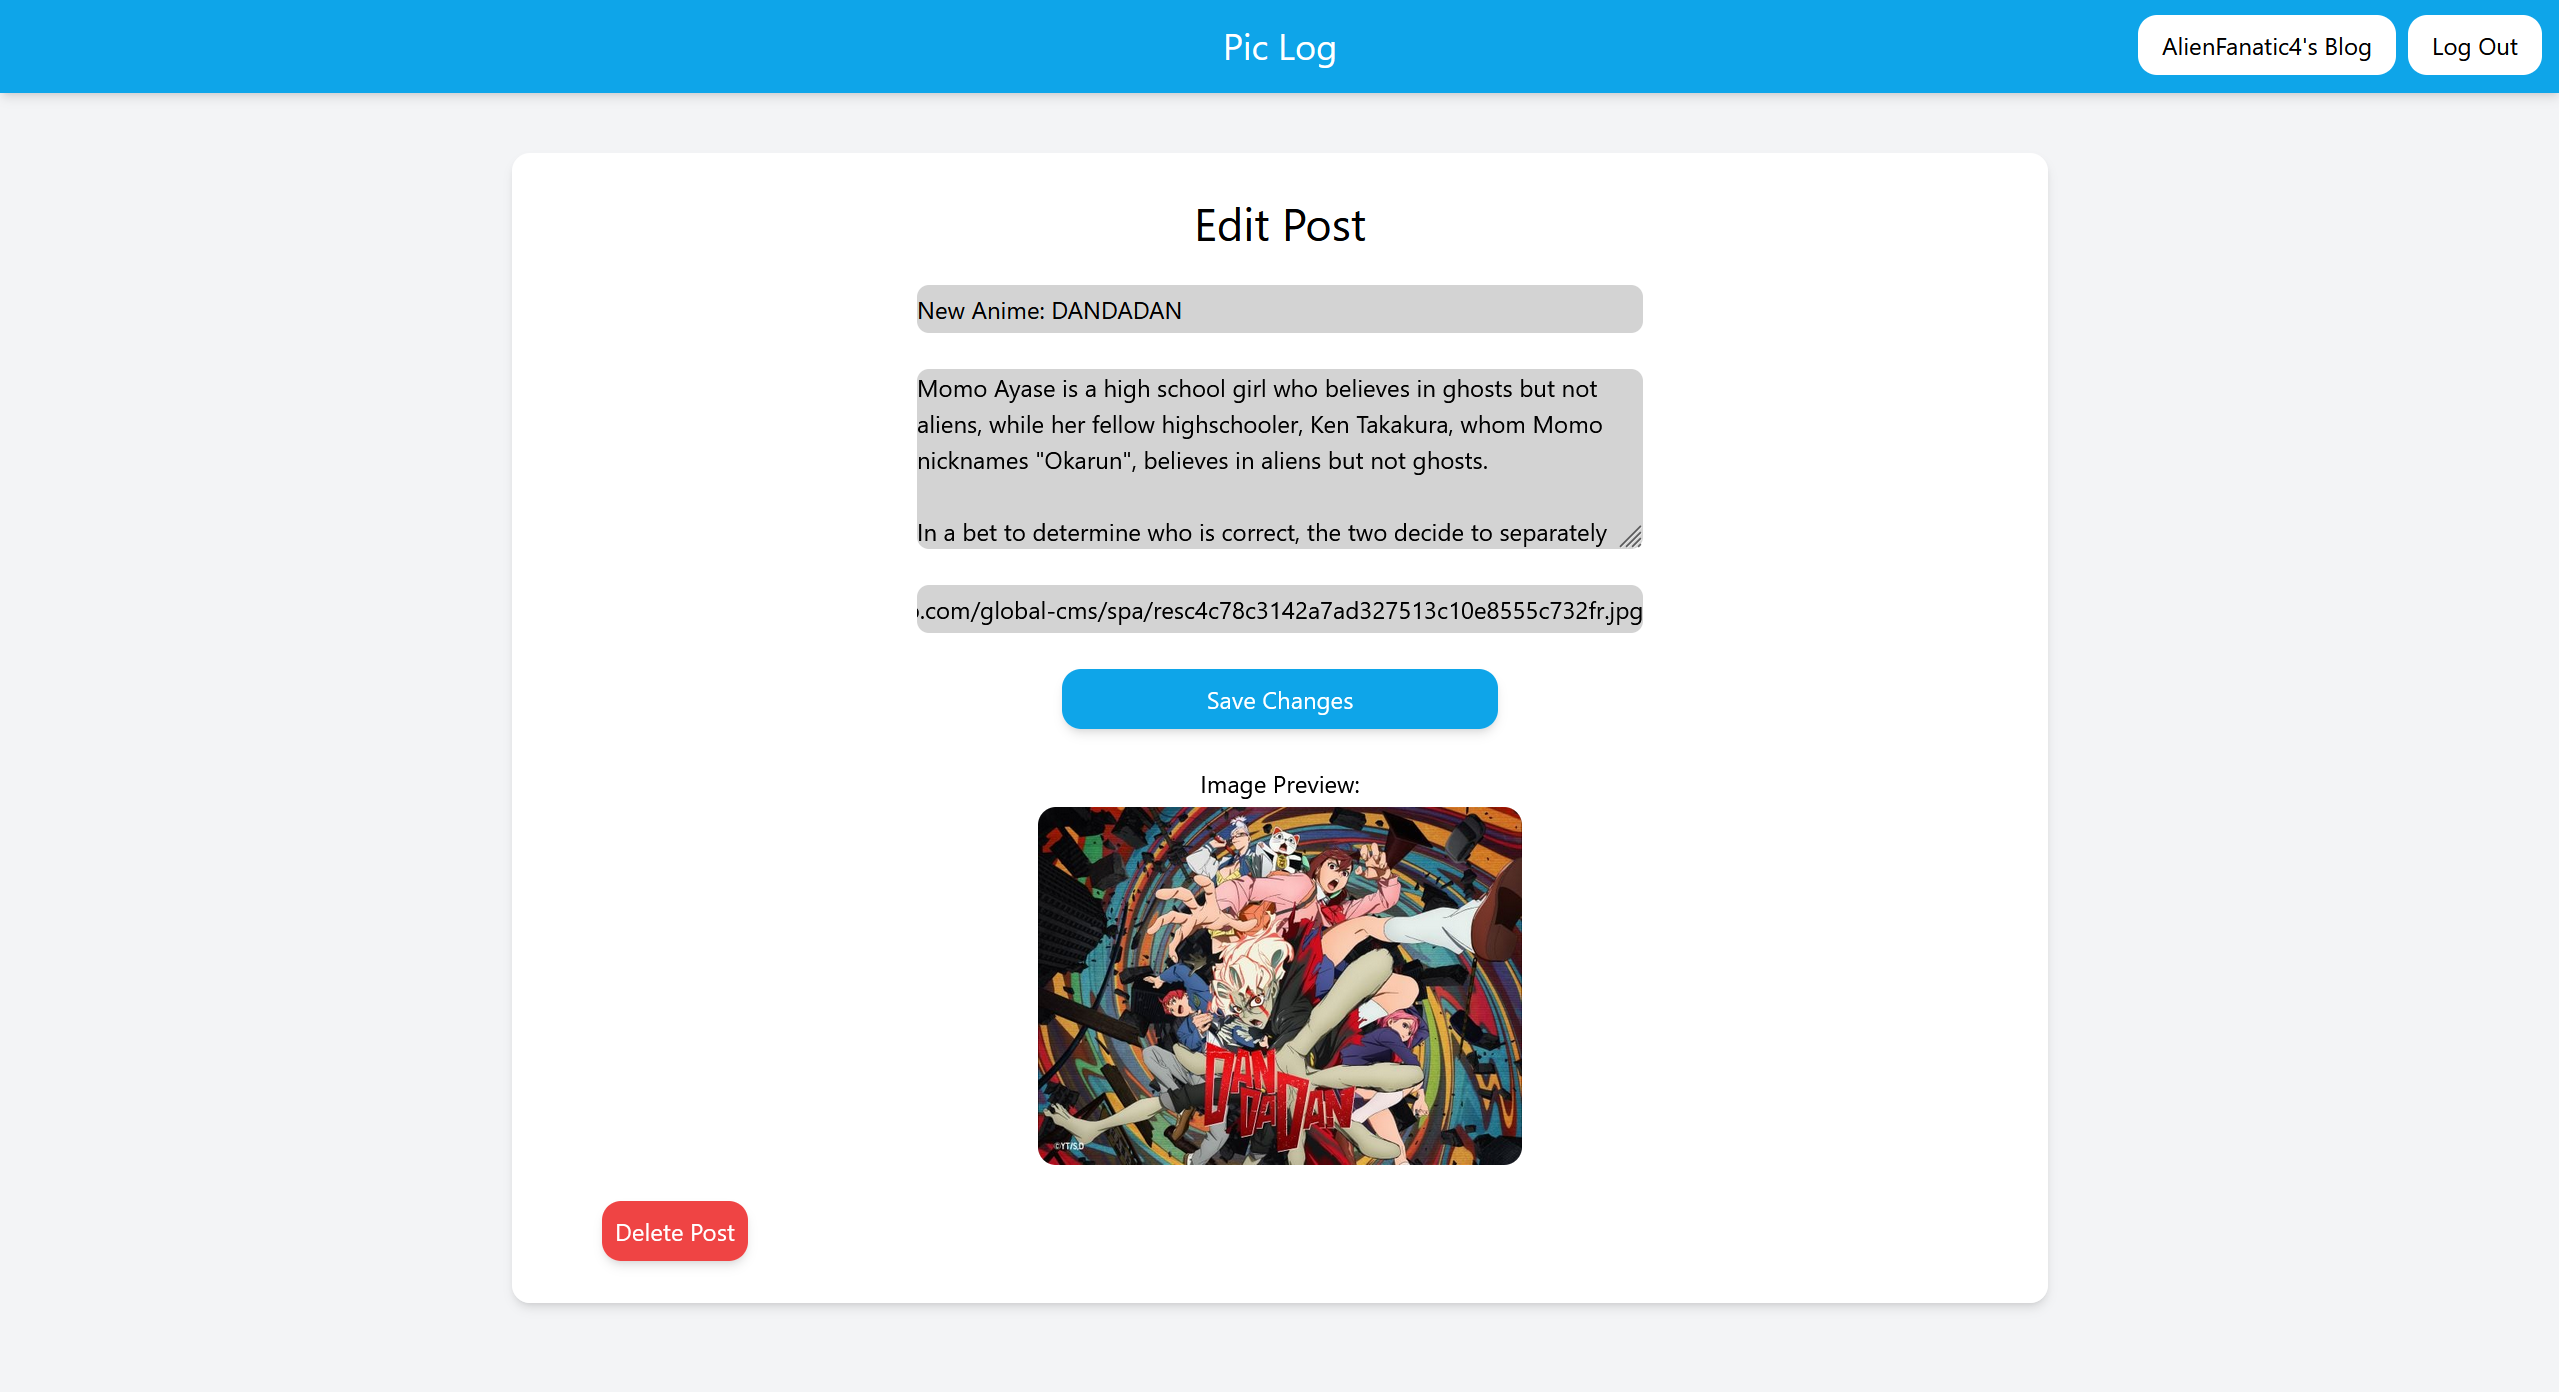 Pic Log
AlienFanatic4's Blog
Log Out
Edit Post
New Anime: DANDADAN
Momo Ayase is a high school girl who believes in ghosts but not
aliens, while her fellow highschooler, Ken Takakura, whom Momo
nicknames "Okarun", believes in aliens but not ghosts.
In a bet to determine who is correct, the two decide to separately
.com/global-cms/spa/resc4c78c3142a7ad327513c10e8555c732fr.jpg
Save Changes
Image Preview:
DAN
DADAN
©YT/S,D
Delete Post